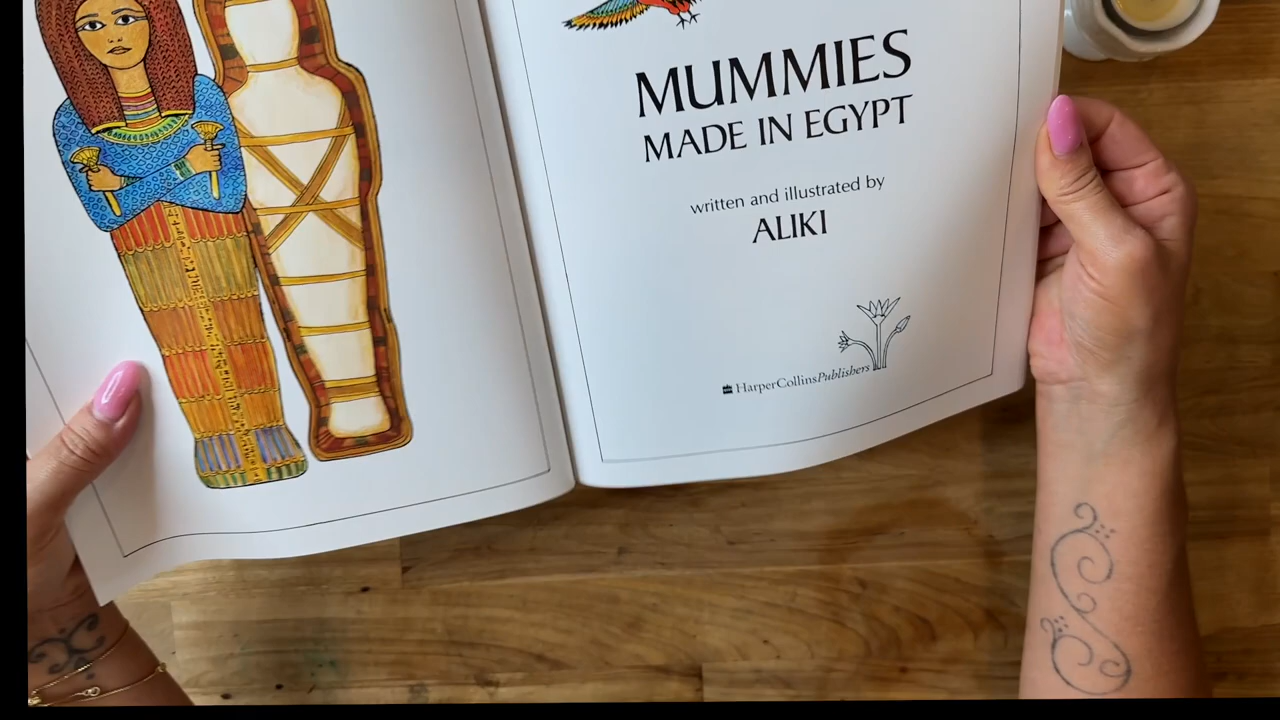 MUMMIES
MADE IN EGYPT
written and illustrated by
ALIKI
HarperCollinsPublishers